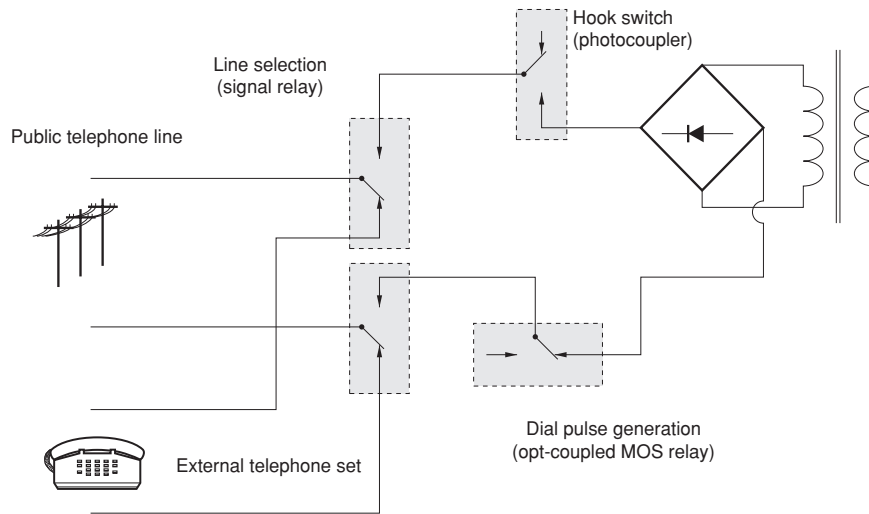 Hook switch
(photocoupler)
Line selection
(signal relay)
Public telephone line
Dial pulse generation
(opt-coupled MOS relay)
External telephone set